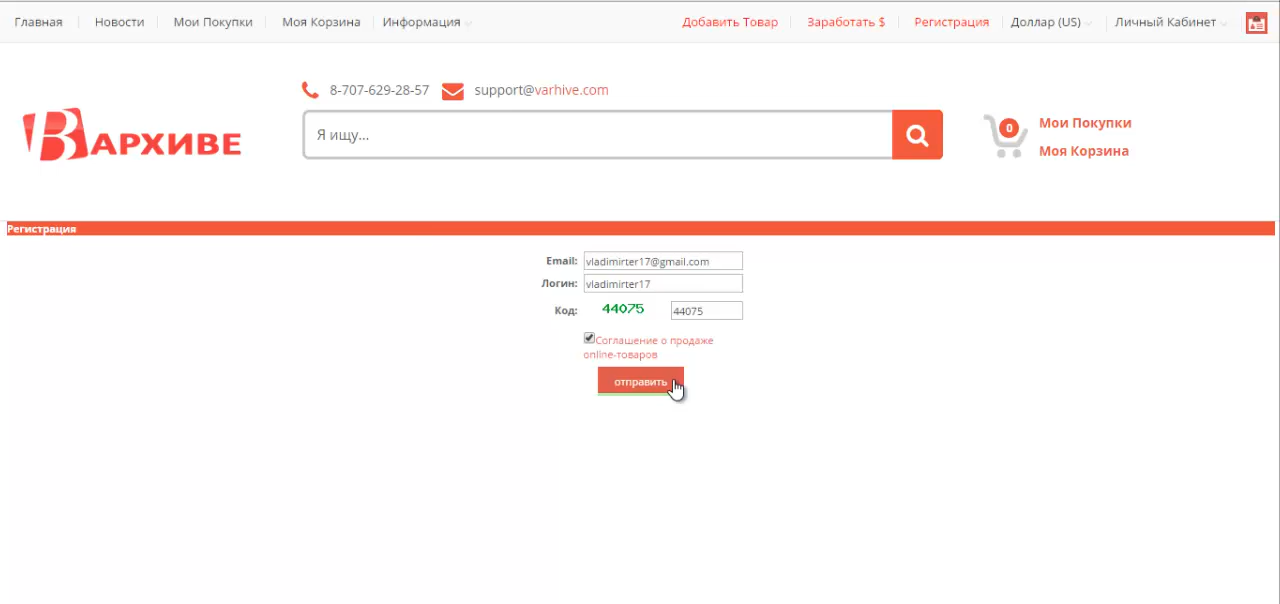 Главная Новости Мои Покупки Моя Корзина Информация Добавить Товар Заработать $ Регистрация Доллар (US) Личный Кабинет
8-707-629-28-57 support@varhive.com
ВАРХИВЕ
Я ищу...
0
Мои Покупки
Моя Корзина
Регистрация
Email: vladimirter17@gmail.com
Логин: vladimirter17
Код: 44075 44075
Соглашение о продаже
online-товаров
отправить